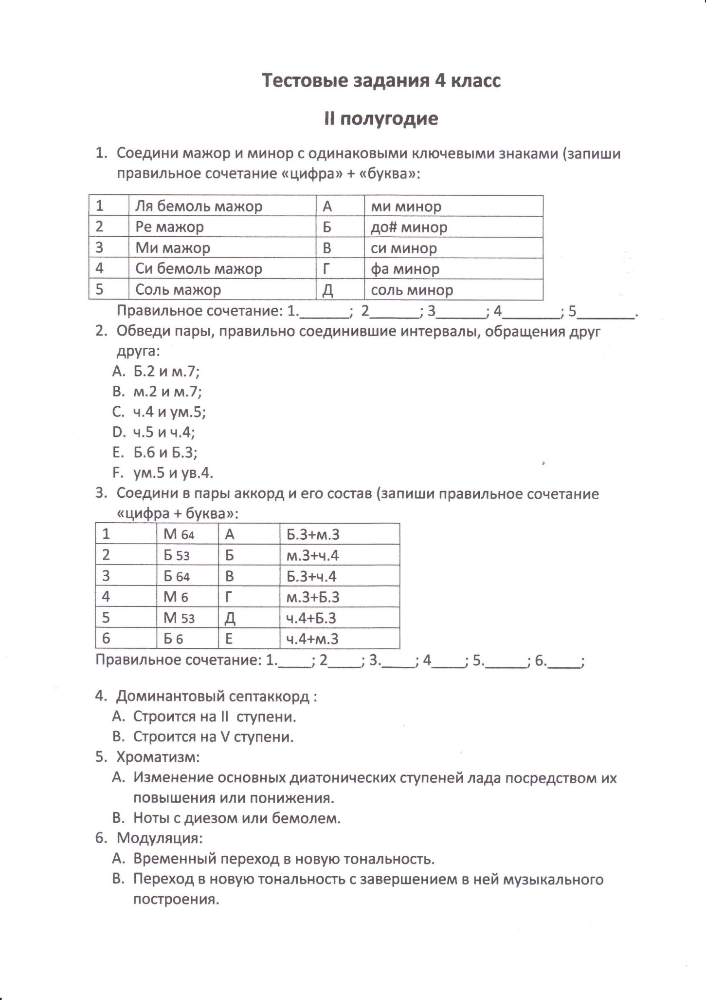 Тестовые задания 4 класс
II полугодие
1. Соедини мажор и минор с одинаковыми ключевыми знаками (запиши
правильное сочетание «цифра» + «буква»:
1 Ля бемоль мажор А ми минор
2 Ре мажор Б до# минор
3 Ми мажор В си минор
4 Си бемоль мажор Г фа минор
5 Соль мажор Д соль минор
Правильное сочетание: 1.______; 2______; 3______; 4_______; 5_______.
2. Обведи пары, правильно соединившие интервалы, обращения друг
друга:
A. Б.2 и м.7;
B. м.2 и м.7;
C. ч.4 и ум.5;
D. ч.5 и ч.4;
E. Б.6 и Б.3;
F. ум.5 и ув.4.
3. Соедини в пары аккорд и его состав (запиши правильное сочетание
«цифра + буква»:
1 М 64 А Б.3+м.3
2 Б 53 Б м.3+ч.4
3 Б 64 В Б.3+ч.4
4 М 6 Г м.3+Б.3
5 М 53 Д ч.4+Б.3
6 Б 6 Е ч.4+м.3
Правильное сочетание: 1.____; 2____; 3.____; 4____; 5._____; 6.____;
4. Доминантовый септаккорд :
A. Строится на II ступени.
B. Строится на V ступени.
5. Хроматизм:
A. Изменение основных диатонических ступеней лада посредством их
повышения или понижения.
B. Ноты с диезом или бемолем.
6. Модуляция:
A. Временный переход в новую тональность.
B. Переход в новую тональность с завершением в ней музыкального
построения.